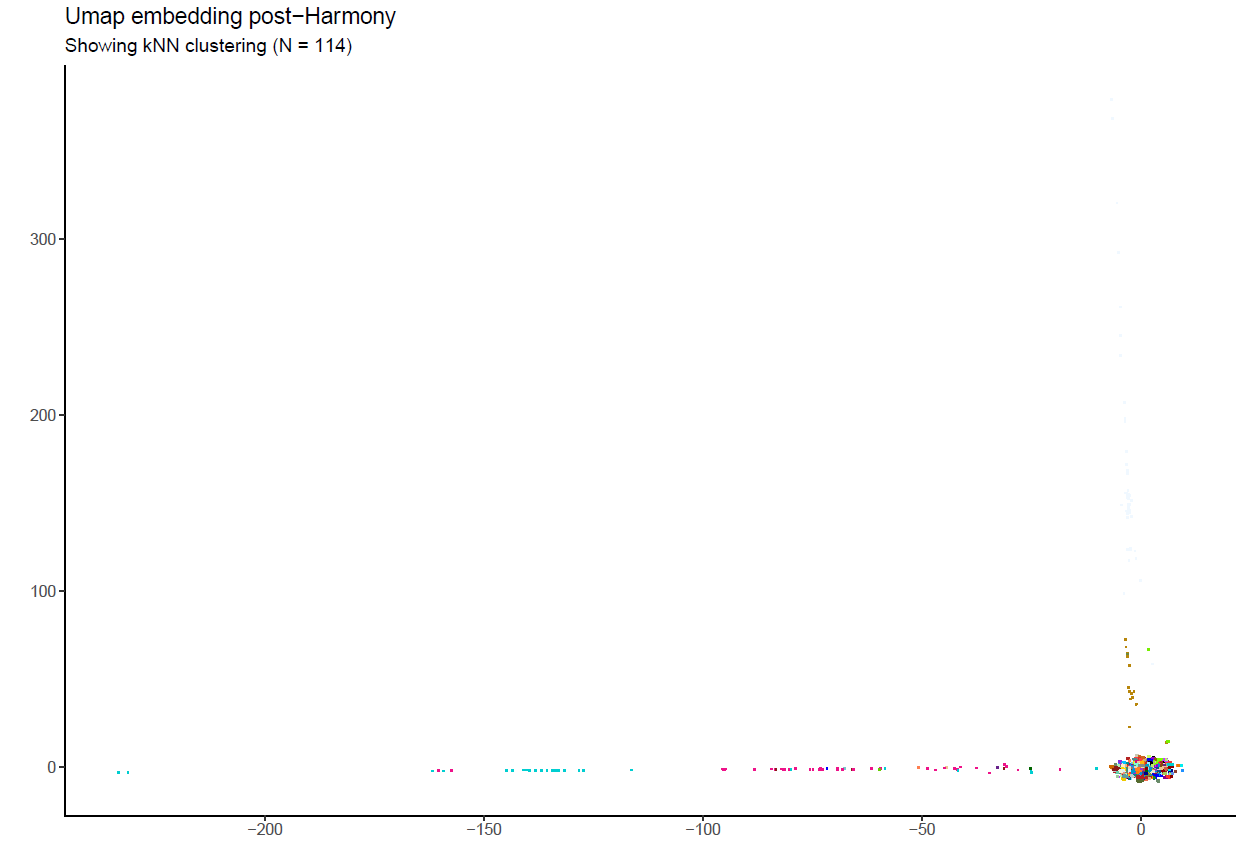 Umap embedding post−Harmony
Showing kNN clustering (N = 114)
300
200
100
0
−200 −150 −100 −50 0